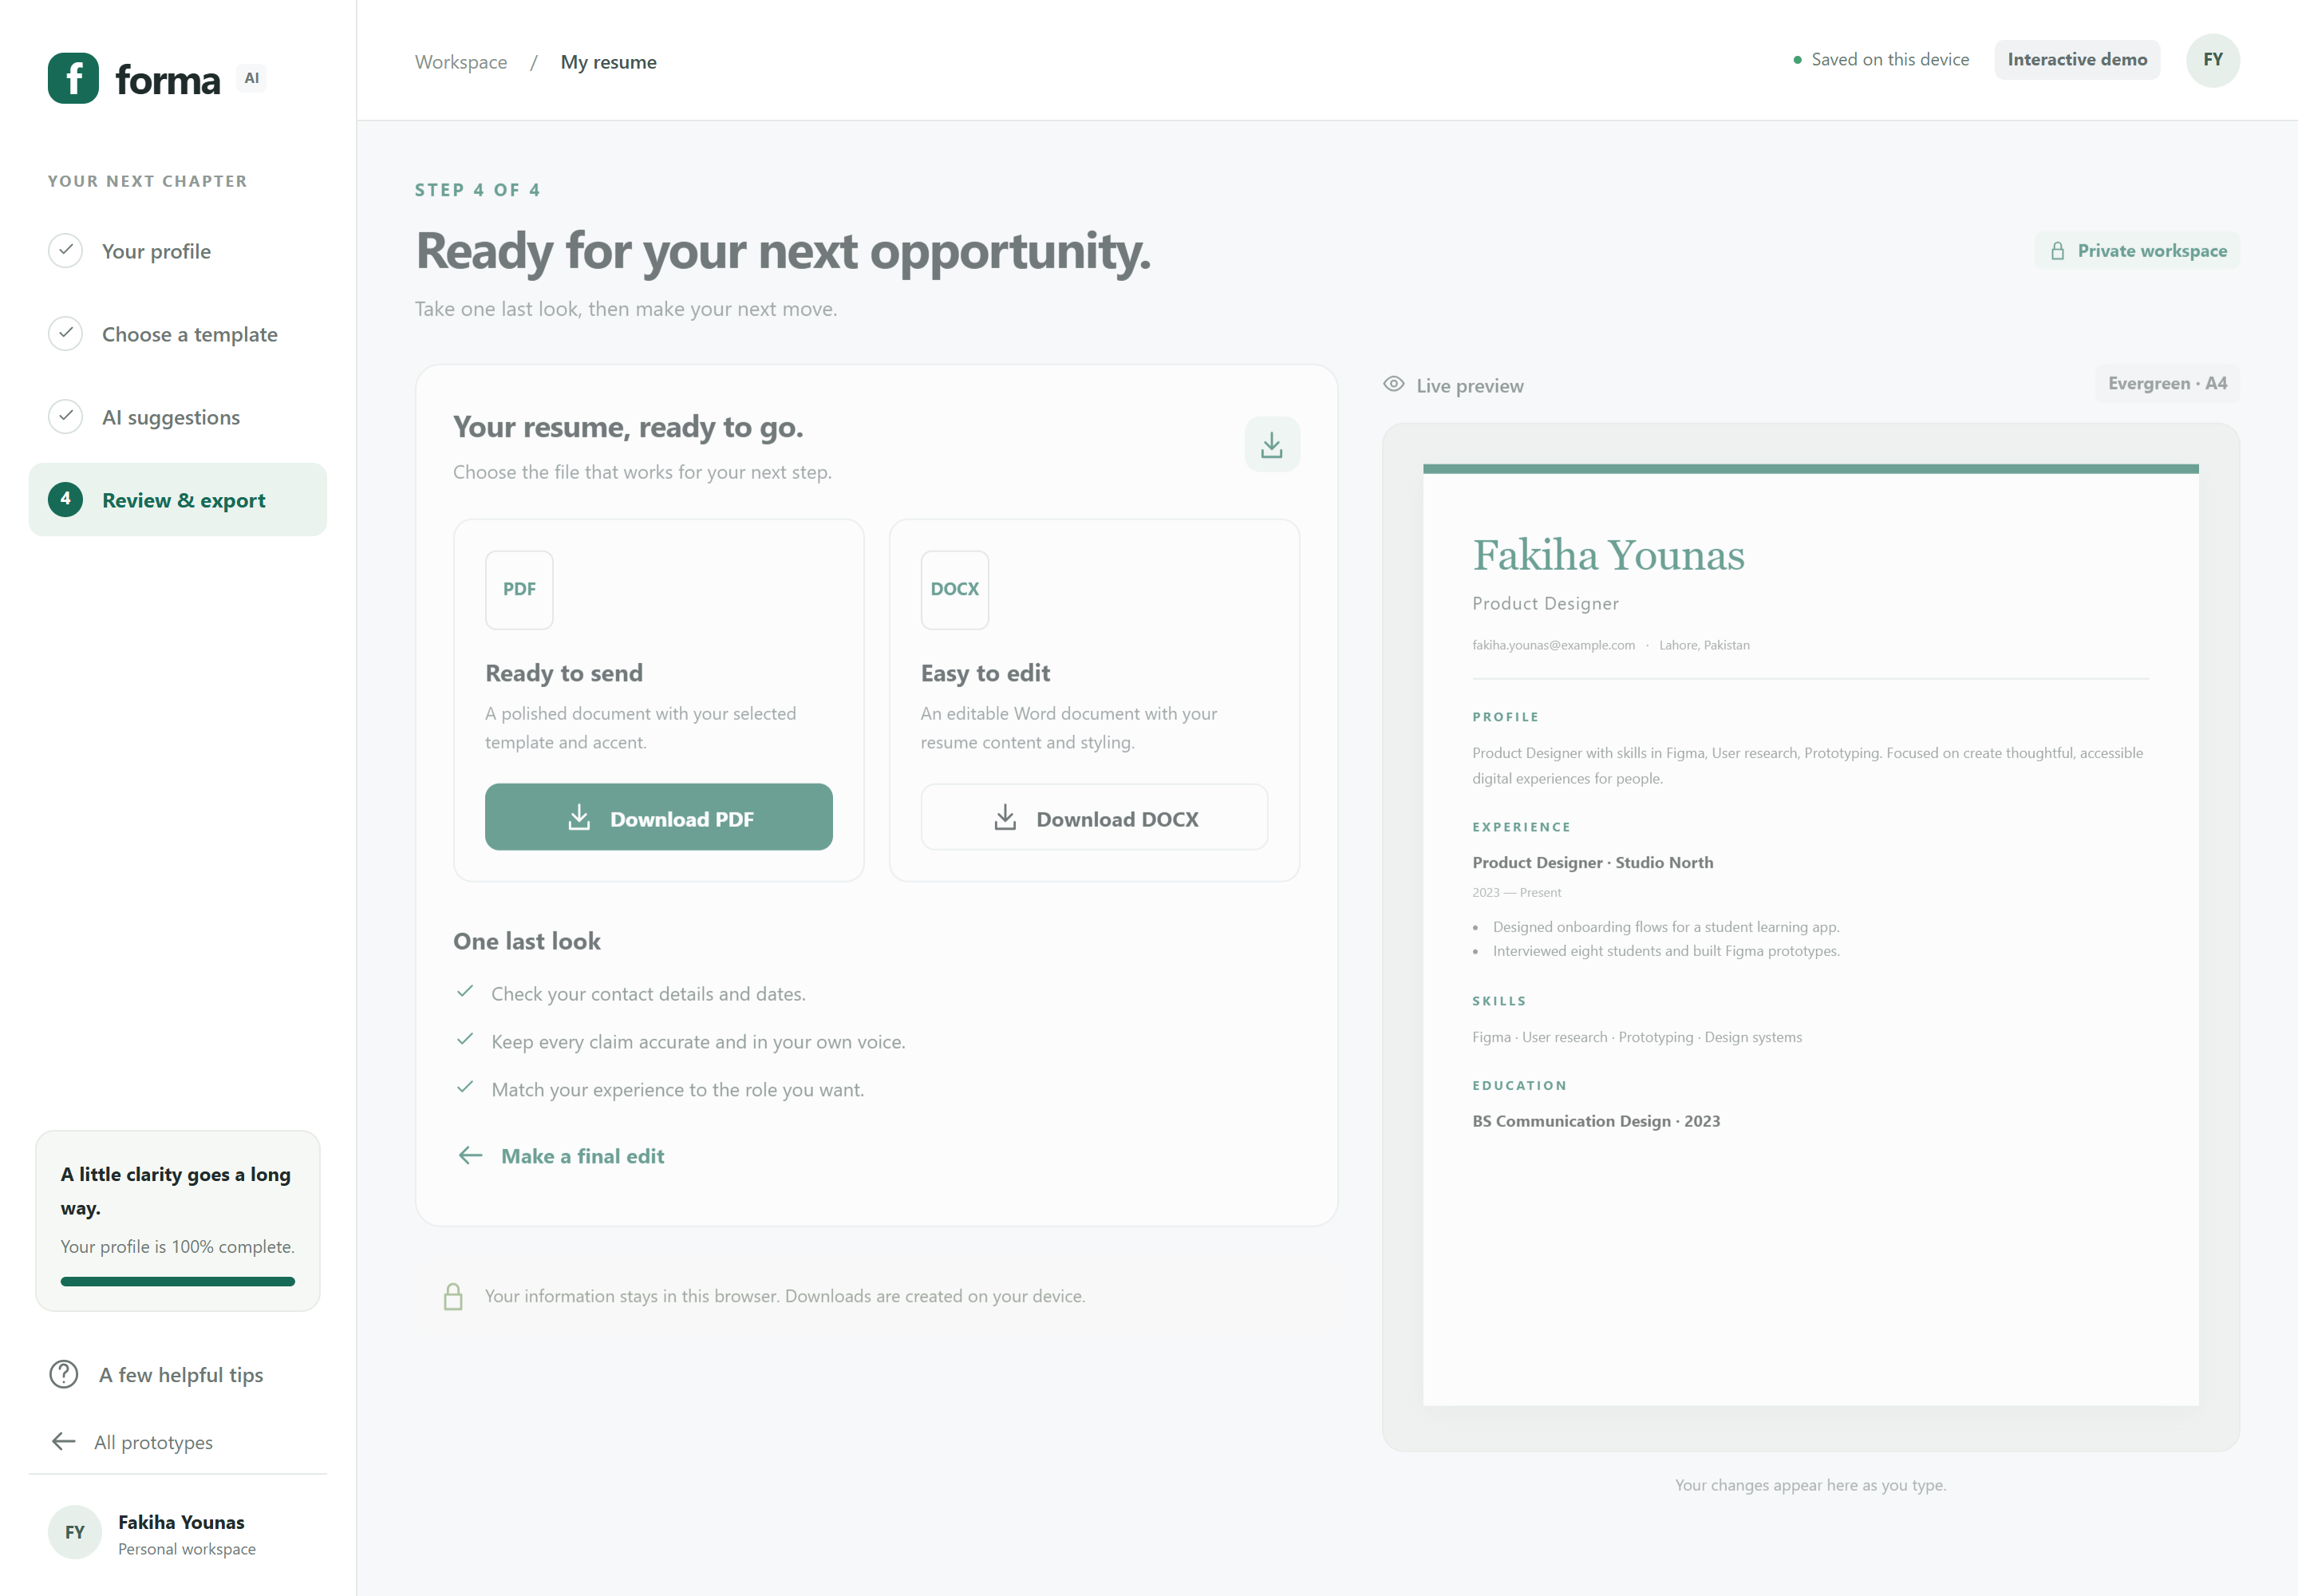 forma AI
YOUR NEXT CHAPTER
Your profile
Choose a template
AI suggestions
4 Review & export
A little clarity goes a long
way.
Your profile is 100% complete.
A few helpful tips
All prototypes
FY
Fakiha Younas
Personal workspace
Workspace / My resume
Saved on this device
Interactive demo
FY
STEP 4 OF 4
Ready for your next opportunity.
Take one last look, then make your next move.
Private workspace
Your resume, ready to go.
Choose the file that works for your next step.
PDF
Ready to send
A polished document with your selected
template and accent.
Download PDF
DOCX
Easy to edit
An editable Word document with your
resume content and styling.
Download DOCX
One last look
Check your contact details and dates.
Keep every claim accurate and in your own voice.
Match your experience to the role you want.
Make a final edit
Your information stays in this browser. Downloads are created on your device.
Live preview
Evergreen · A4
Fakiha Younas
Product Designer
fakiha.younas@example.com · Lahore, Pakistan
PROFILE
Product Designer with skills in Figma, User research, Prototyping. Focused on create thoughtful, accessible
digital experiences for people.
EXPERIENCE
Product Designer · Studio North
2023 — Present
• Designed onboarding flows for a student learning app.
• Interviewed eight students and built Figma prototypes.
SKILLS
Figma · User research · Prototyping · Design systems
EDUCATION
BS Communication Design · 2023
Your changes appear here as you type.